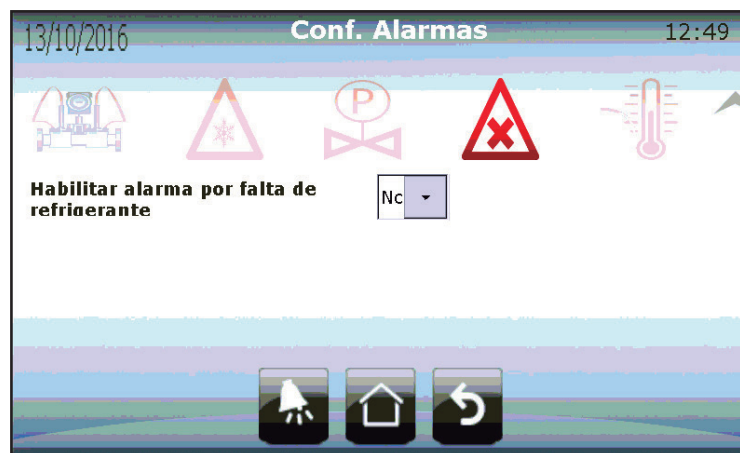 13/10/2016
Conf. Alarmas
12:49
P
Habilitar alarma por falta de
refrigerante
Nc